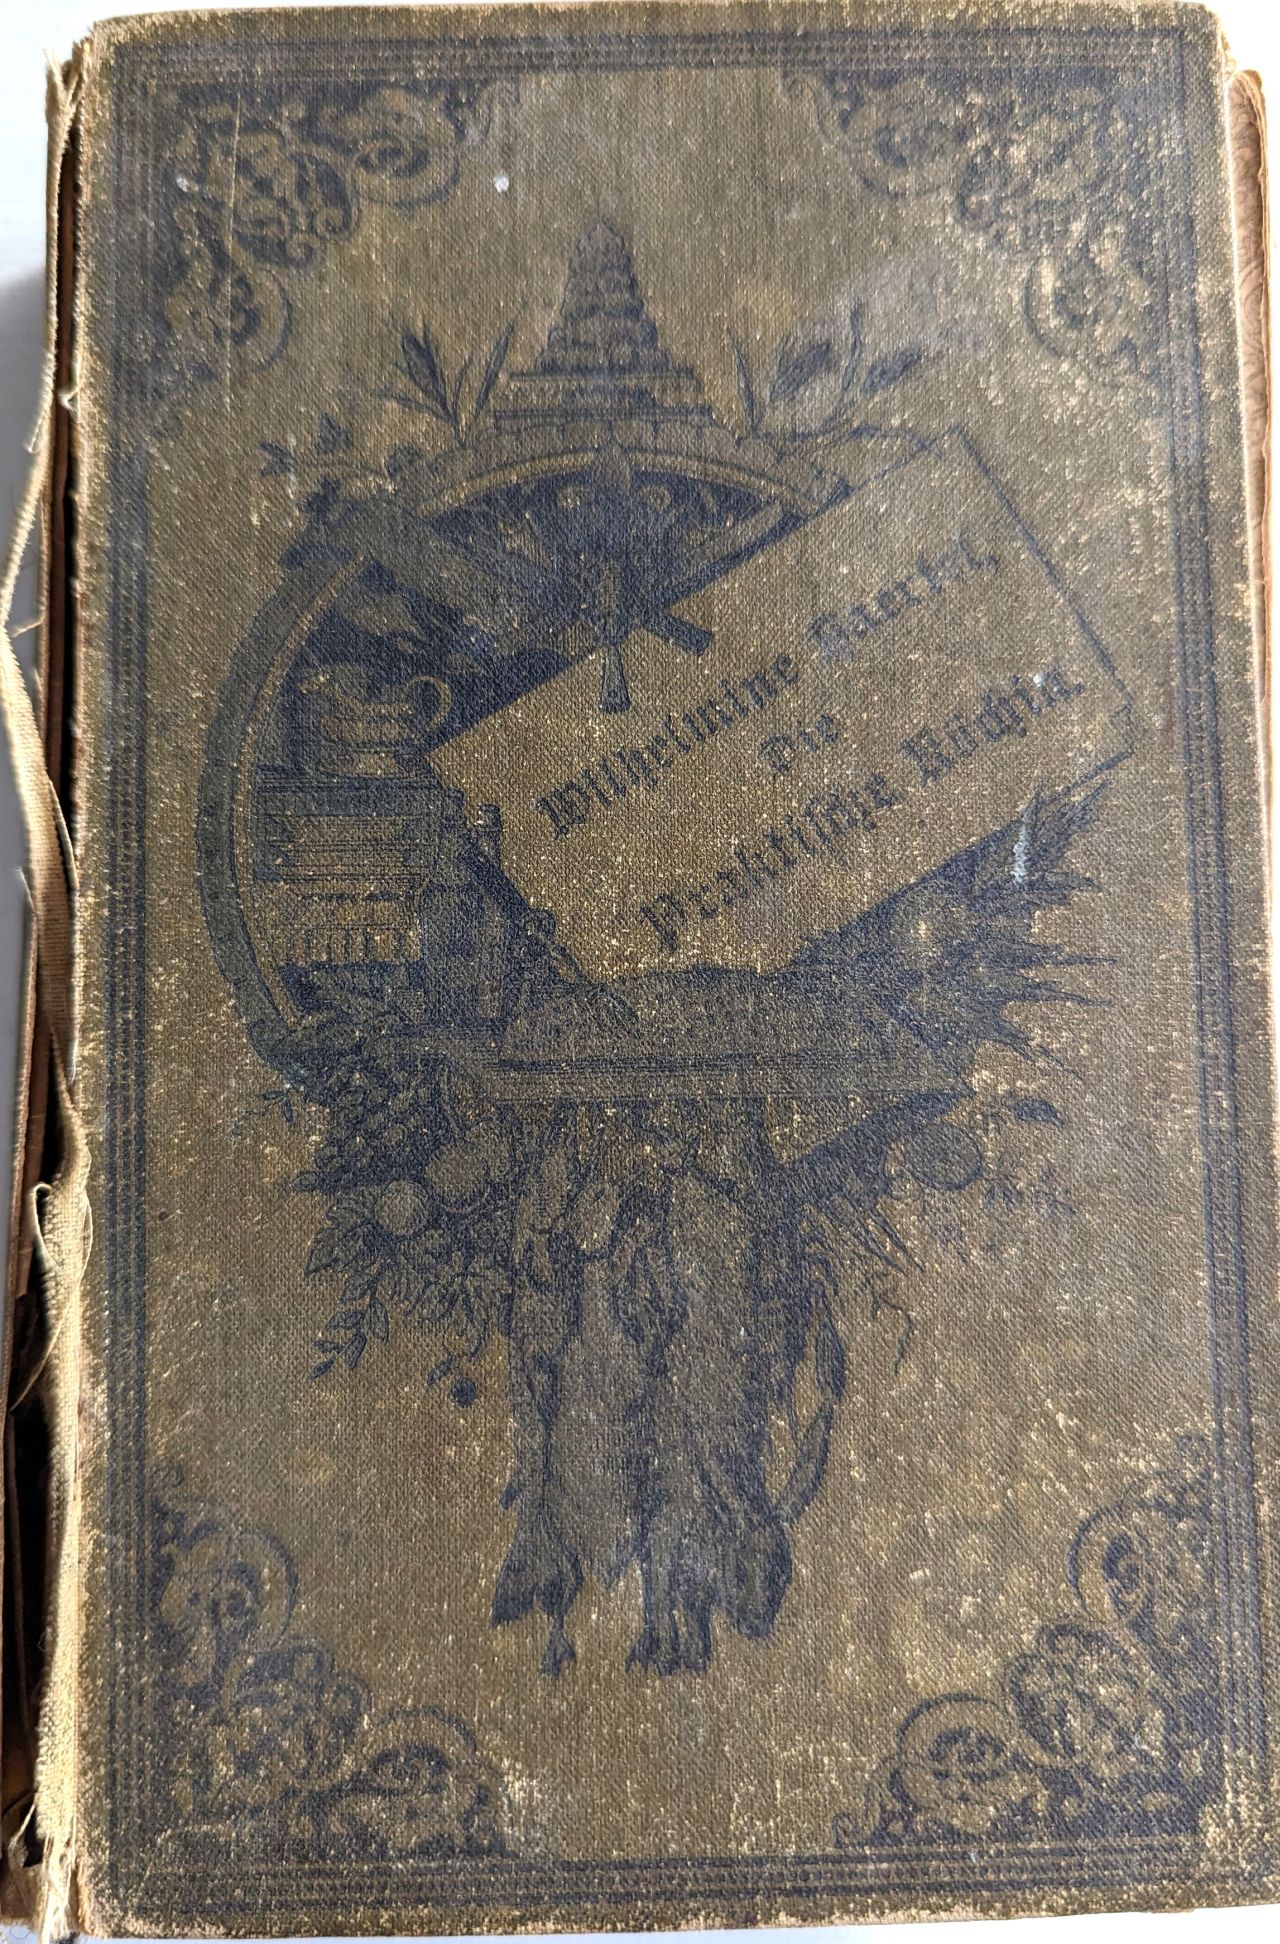 Wilhelmine
Die
Praktische Köchin.